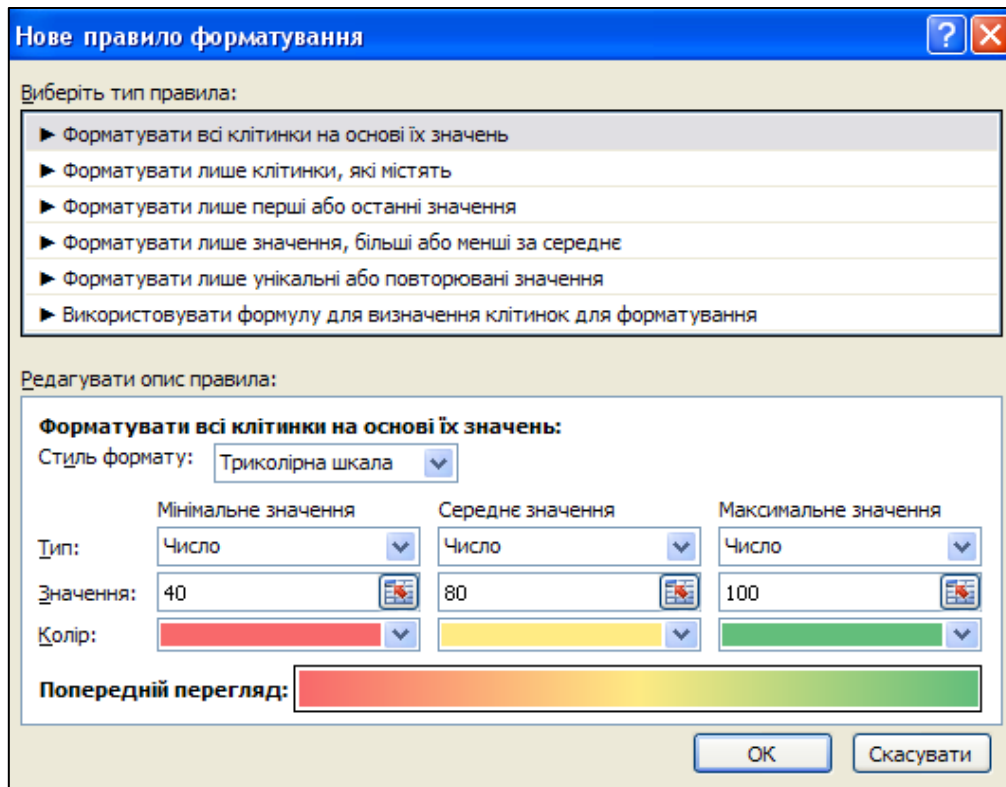 Нове правило форматування
Виберіть тип правила:
► Форматувати всі клітинки на основі їх значень
► Форматувати лише клітинки, які містять
► Форматувати лише перші або останні значення
► Форматувати лише значення, більші або менші за середнє
► Форматувати лише унікальні або повторювані значення
► Використовувати формулу для визначення клітинок для форматування
Редагувати опис правила:
Форматувати всі клітинки на основі їх значень:
Стиль формату: Триколірна шкала
Мінімальне значення Середнє значення Максимальне значення
Тип: Число Число Число
Значення: 40 80 100
Колір:
Попередній перегляд:
ОК Скасувати